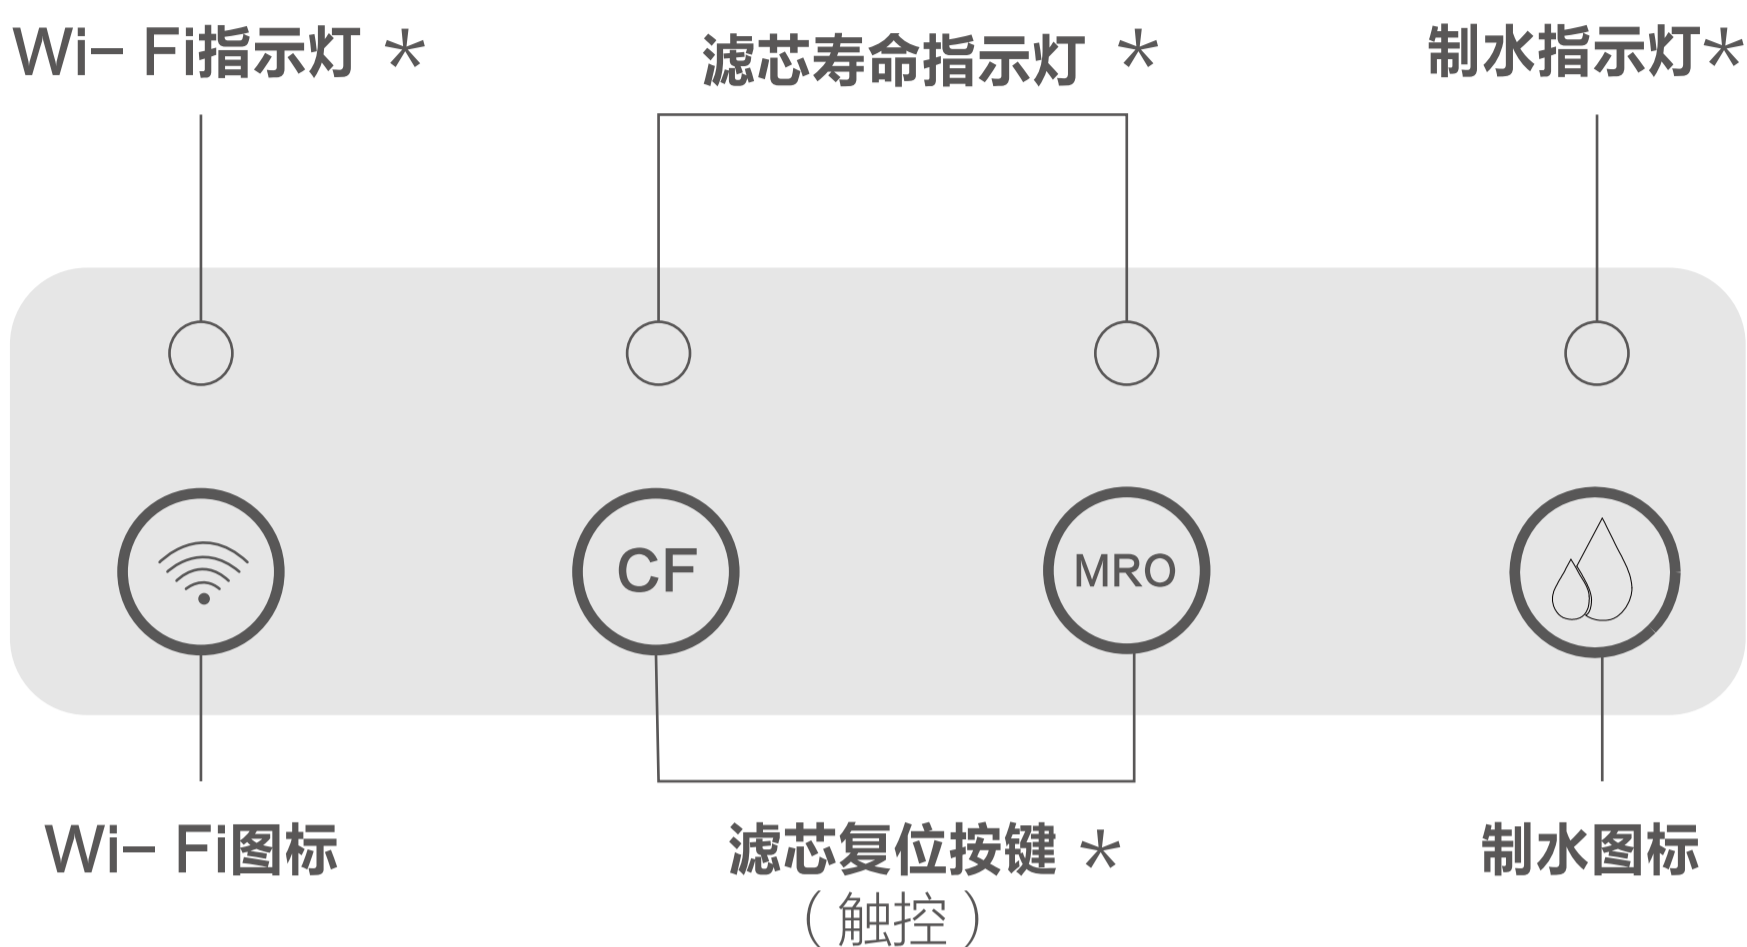 Wi- Fi指示灯 *
滤芯寿命指示灯 *
制水指示灯*
CF
MRO
Wi- Fi图标
滤芯复位按键 *
（触控）
制水图标